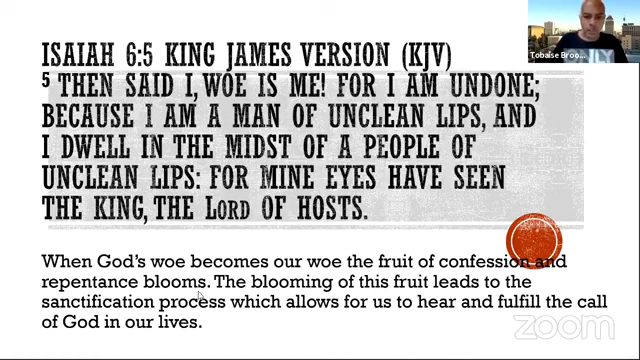 ISAIAH 6:5 KING JAMES VERSION (KJV)
5 THEN SAID I, WOE IS ME! FOR I AM UNDONE;
BECAUSE I AM A MAN OF UNCLEAN LIPS, AND
I DWELL IN THE MIDST OF A PEOPLE OF
UNCLEAN LIPS: FOR MINE EYES HAVE SEEN
THE KING, THE LORD OF HOSTS.
When God's woe becomes our woe the fruit of confession and
repentance blooms. The blooming of this fruit leads to the
sanctification process which allows for us to hear and fulfill the call
of God in our lives.
Tobaise Broo...
zoom